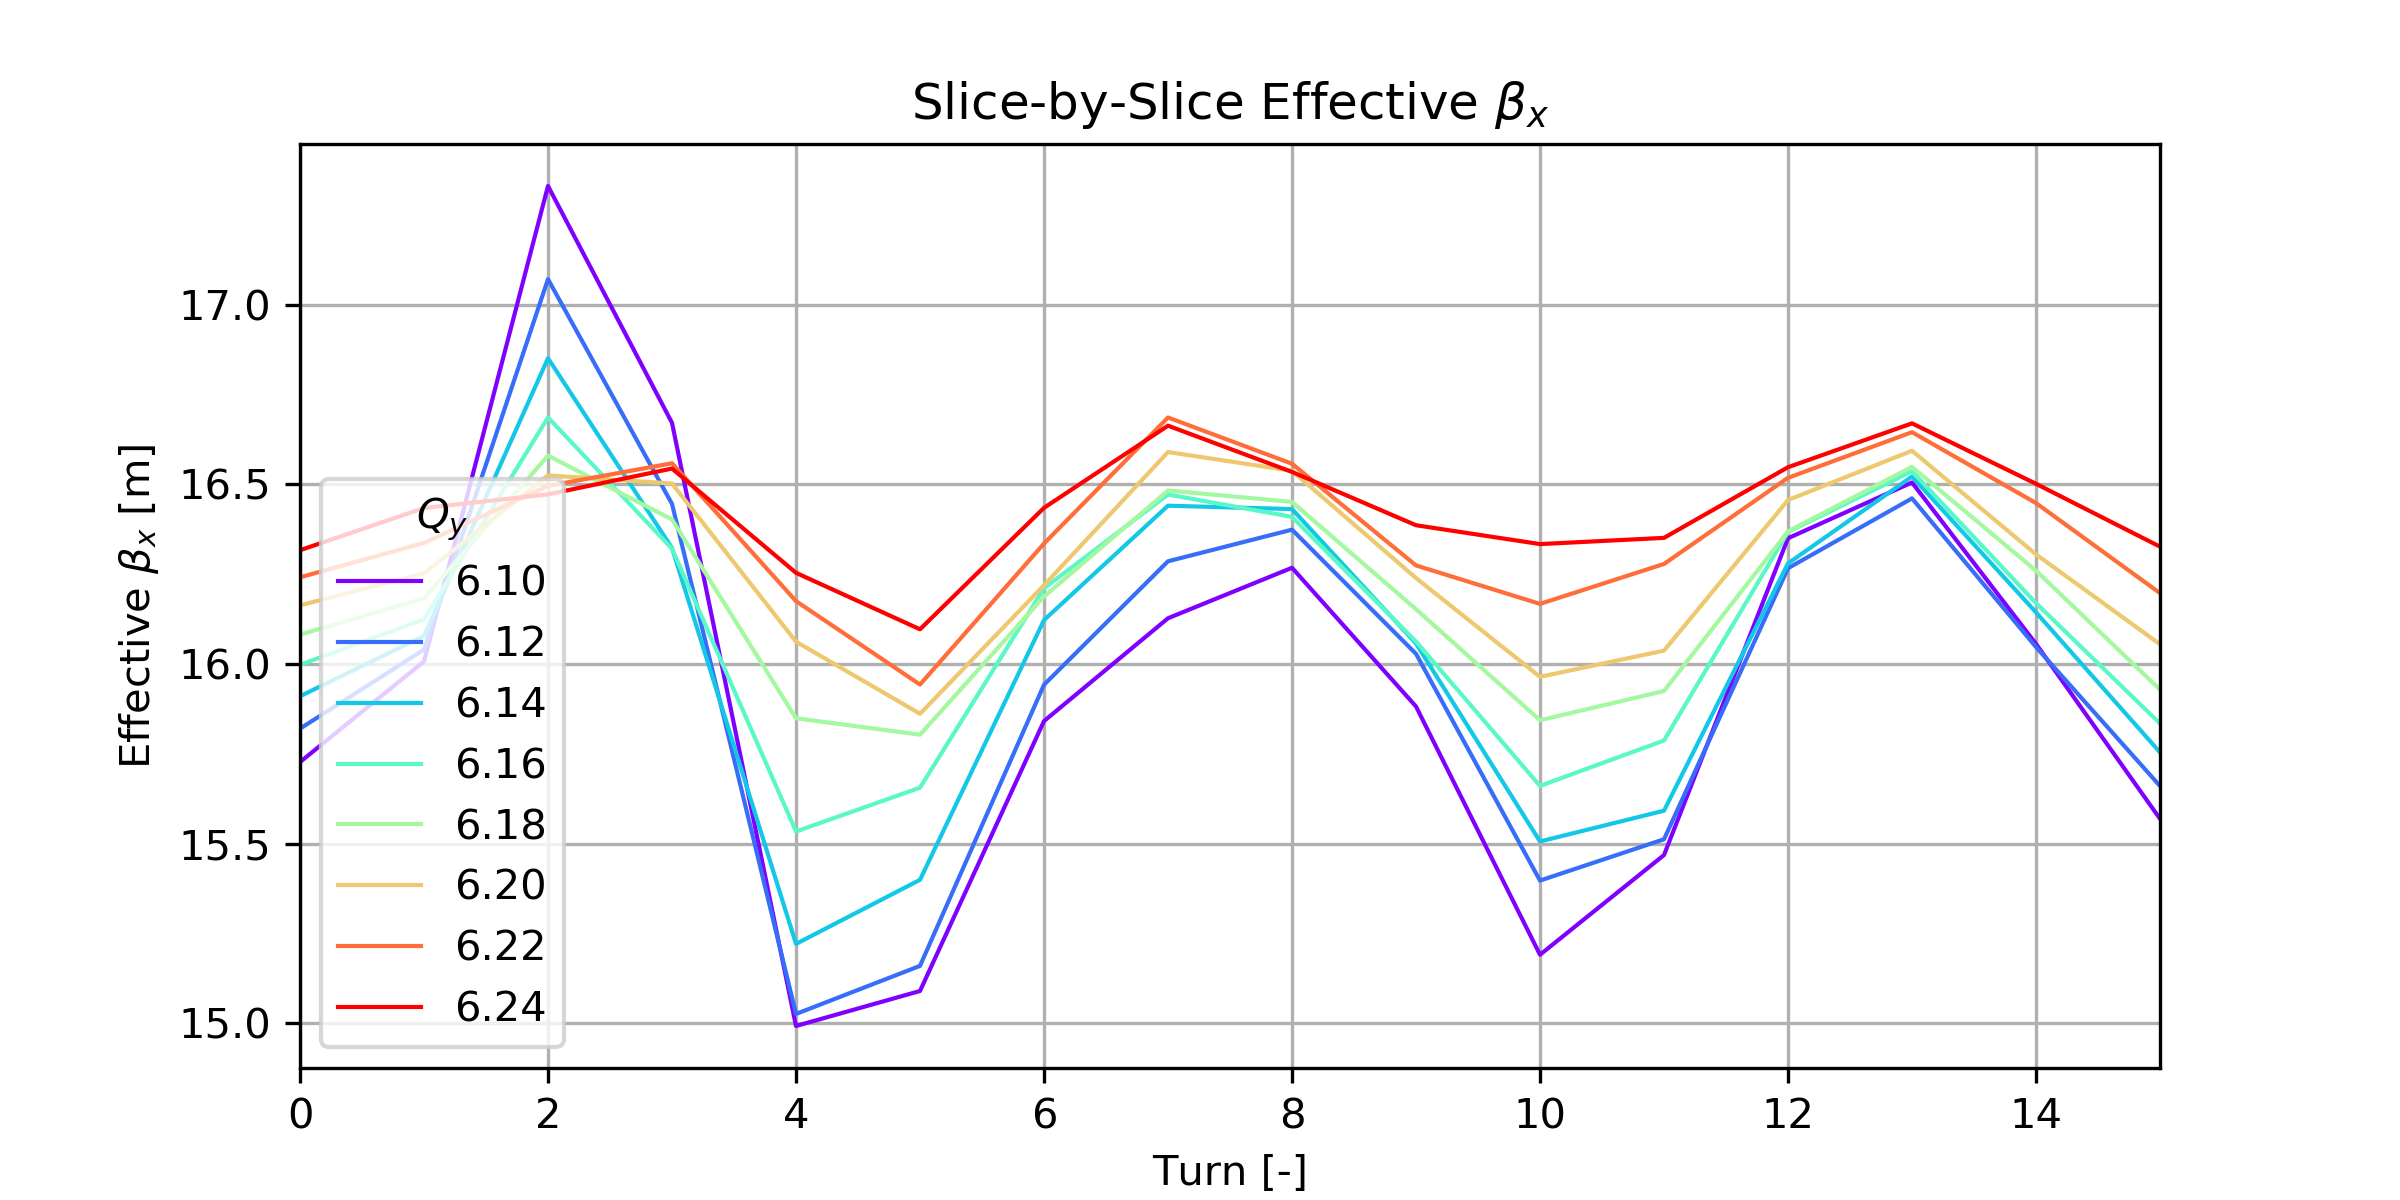 Slice-by-Slice Effective βx
Effective βx [m]
17.0
16.5
16.0
15.5
15.0
Qy
6.10
6.12
6.14
6.16
6.18
6.20
6.22
6.24
0 2 4 6 8 10 12 14
Turn [-]